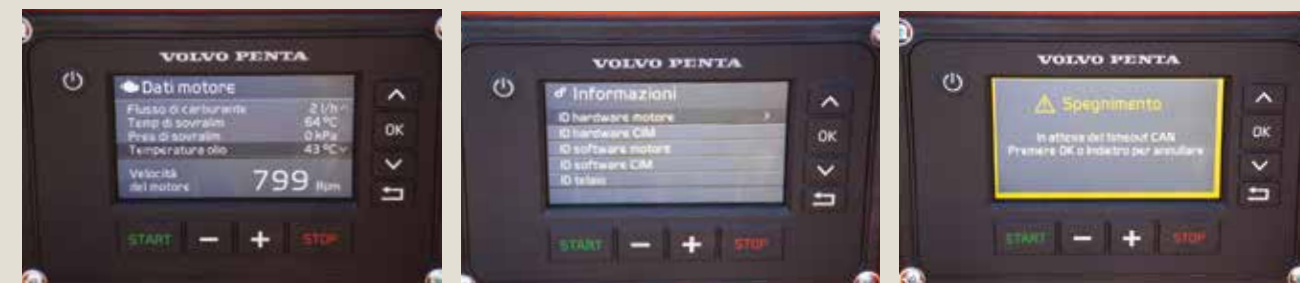 VOLVO PENTA
Dati motore
Flusso di carburante 2 l/h
Temp di sovralim 64 °C
Pres di sovralim 0 kPa
Temperatura olio 43 °C
Velocità
del motore 799 Rpm
OK
START − + STOP
VOLVO PENTA
Informazioni
ID hardware motore >
ID hardware CIM
ID software motore
ID software CIM
ID telaio
OK
START − + STOP
VOLVO PENTA
Spegnimento
In attesa del timeout CAN
Premere OK o indietro per annullare
OK
START − + STOP